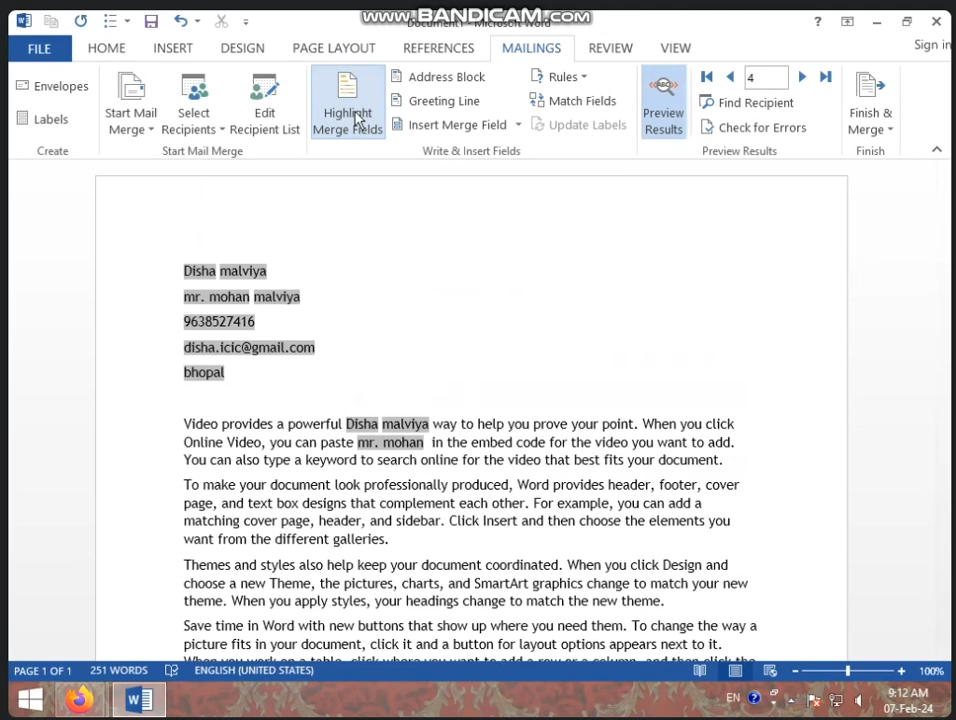 www.BANDICAM.com
Document1 - Microsoft Word
Sign in
FILE HOME INSERT DESIGN PAGE LAYOUT REFERENCES MAILINGS REVIEW VIEW
Envelopes
Labels
Create
Start Mail Merge
Select Recipients
Edit Recipient List
Start Mail Merge
Highlight Merge Fields
Address Block
Greeting Line
Insert Merge Field
Rules
Match Fields
Update Labels
Write & Insert Fields
ABC
Preview Results
4
Find Recipient
Check for Errors
Preview Results
Finish & Merge
Finish
Disha malviya
mr. mohan malviya
9638527416
disha.icic@gmail.com
bhopal
Video provides a powerful Disha malviya way to help you prove your point. When you click
Online Video, you can paste mr. mohan in the embed code for the video you want to add.
You can also type a keyword to search online for the video that best fits your document.
To make your document look professionally produced, Word provides header, footer, cover
page, and text box designs that complement each other. For example, you can add a
matching cover page, header, and sidebar. Click Insert and then choose the elements you
want from the different galleries.
Themes and styles also help keep your document coordinated. When you click Design and
choose a new Theme, the pictures, charts, and SmartArt graphics change to match your new
theme. When you apply styles, your headings change to match the new theme.
Save time in Word with new buttons that show up where you need them. To change the way a
picture fits in your document, click it and a button for layout options appears next to it.
When you work on a table, click where you want to add a row or a column, and then click the
PAGE 1 OF 1 251 WORDS ENGLISH (UNITED STATES) 100%
EN
9:12 AM
07-Feb-24